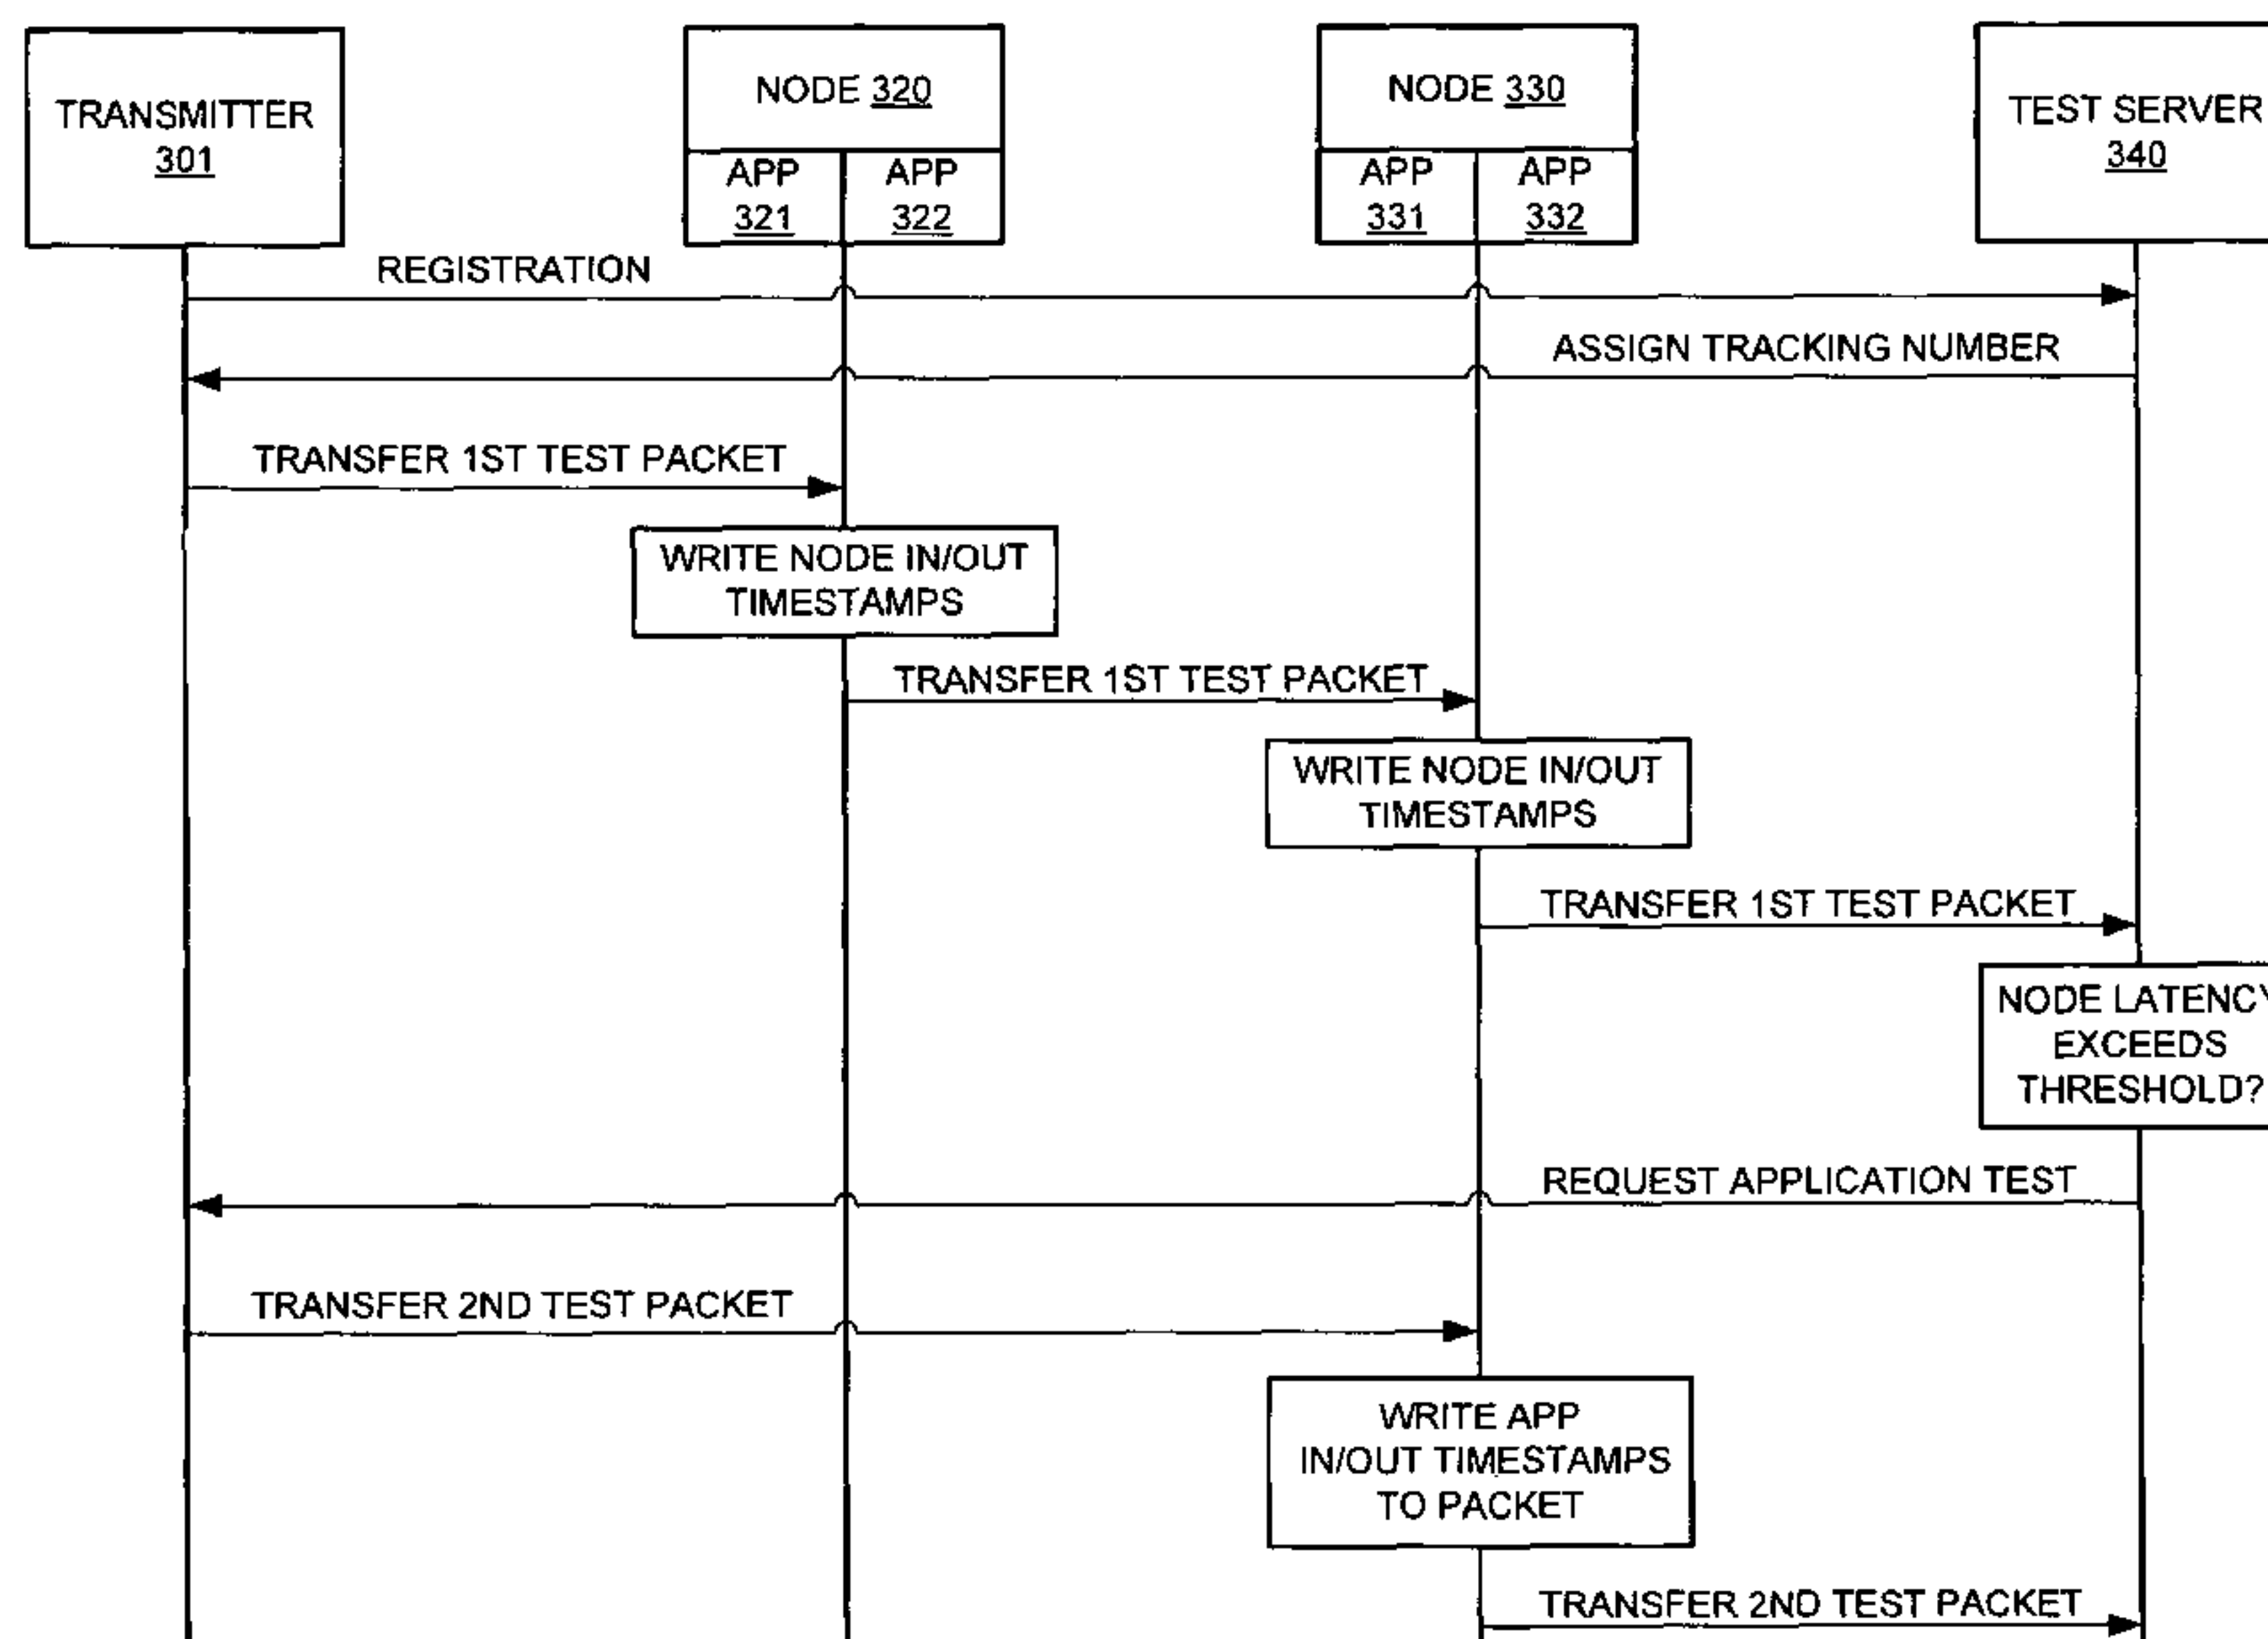 TRANSMITTER
301
NODE 320
APP
321
APP
322
NODE 330
APP
331
APP
332
TEST SERVER
340
REGISTRATION
ASSIGN TRACKING NUMBER
TRANSFER 1ST TEST PACKET
WRITE NODE IN/OUT
TIMESTAMPS
TRANSFER 1ST TEST PACKET
WRITE NODE IN/OUT
TIMESTAMPS
TRANSFER 1ST TEST PACKET
NODE LATENCY
EXCEEDS
THRESHOLD?
REQUEST APPLICATION TEST
TRANSFER 2ND TEST PACKET
WRITE APP
IN/OUT TIMESTAMPS
TO PACKET
TRANSFER 2ND TEST PACKET